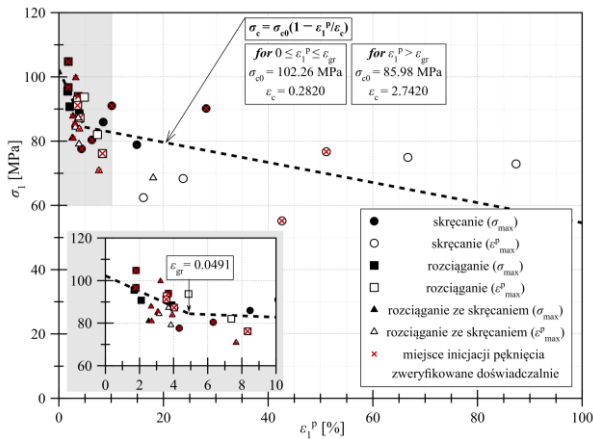 σc = σc0(1 − ε1ᵖ/εc)
for 0 ≤ ε1ᵖ ≤ εgr
σc0 = 102.26 MPa
εc = 0.2820
for ε1ᵖ > εgr
σc0 = 85.98 MPa
εc = 2.7420
120
100
80
60
40
20
0
σ1 [MPa]
εgr = 0.0491
120
100
80
60
0 2 4 6 8 10
skręcanie (σmax)
skręcanie (εᵖmax)
rozciąganie (σmax)
rozciąganie (εᵖmax)
rozciąganie ze skręcaniem (σmax)
rozciąganie ze skręcaniem (εᵖmax)
miejsce inicjacji pęknięcia
zweryfikowane doświadczalnie
0 20 40 60 80 100
ε1ᵖ [%]